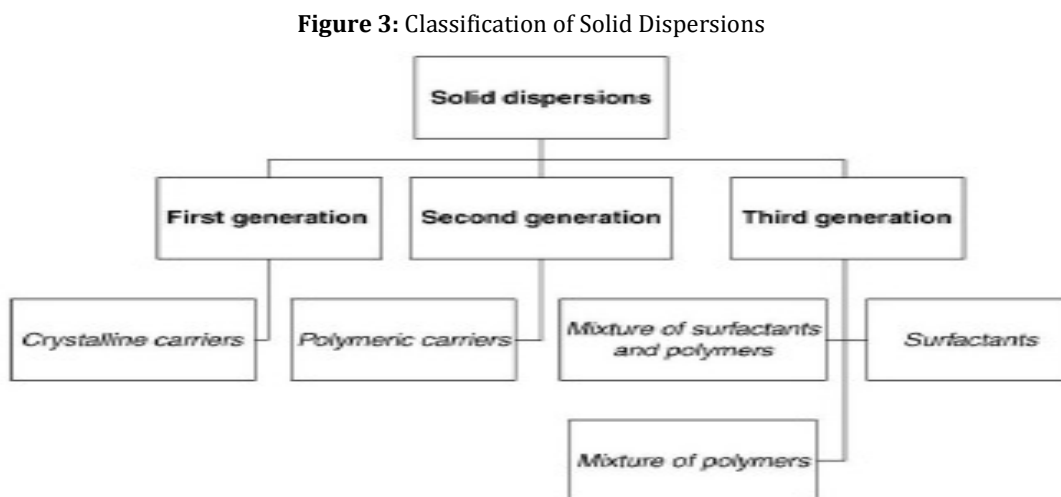 Figure 3: Classification of Solid Dispersions
Solid dispersions
First generation
Second generation
Third generation
Crystalline carriers
Polymeric carriers
Mixture of surfactants
and polymers
Surfactants
Mixture of polymers